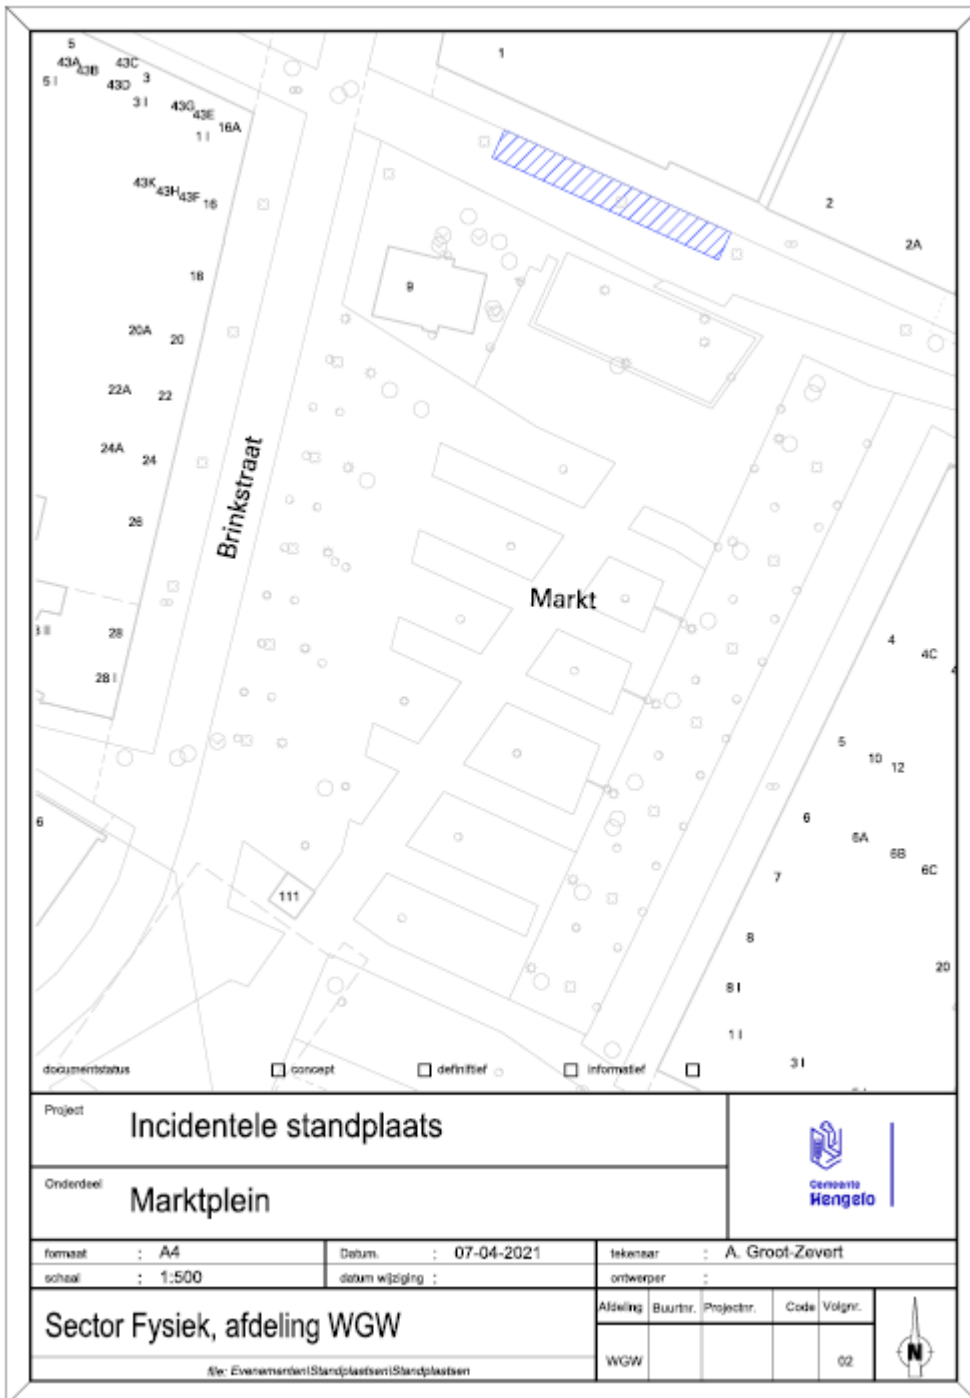 5
43A
43B
43C
5 I
43D
3
3 I
43G
43E
1 I
16A
43K
43H
43F
16
18
20A
20
22A
22
24A
24
26
28
28 I
6
1
2
2A
9
Brinkstraat
Markt
4
4C
5
10
12
6
6A
6B
6C
7
8
20
8 I
1 I
3 I
111
documentstatus
concept
definitief
informatief
Project
Incidentele standplaats
Onderdeel
Marktplein
Gemeente
Hengelo
formaat : A4
Datum. : 07-04-2021
tekenaar : A. Groot-Zevert
schaal : 1:500
datum wijziging :
ontwerper :
Sector Fysiek, afdeling WGW
file: Evenementen\Standplaatsen\Standplaatsen
Afdeling Buurtnr. Projectnr. Code Volgnr.
WGW 02
N